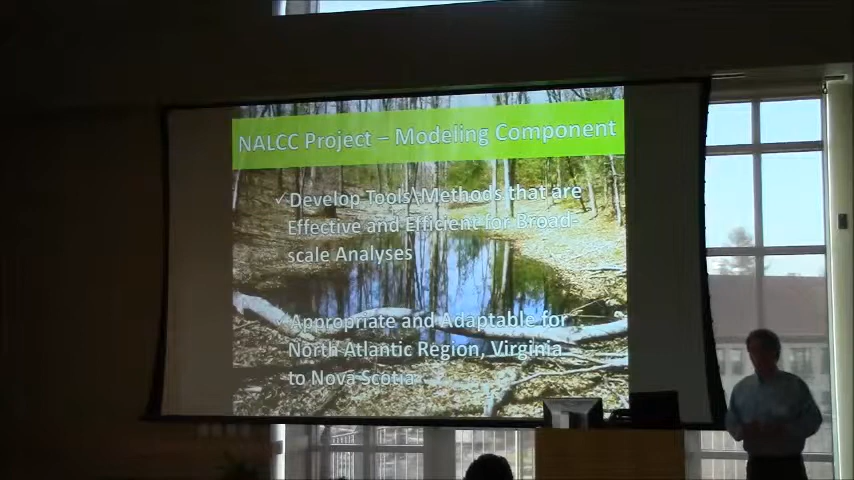 NALCC Project – Modeling Component
✓Develop Tools\Methods that are
Effective and Efficient for Broad-
scale Analyses
✓Appropriate and Adaptable for
North Atlantic Region, Virginia
to Nova Scotia